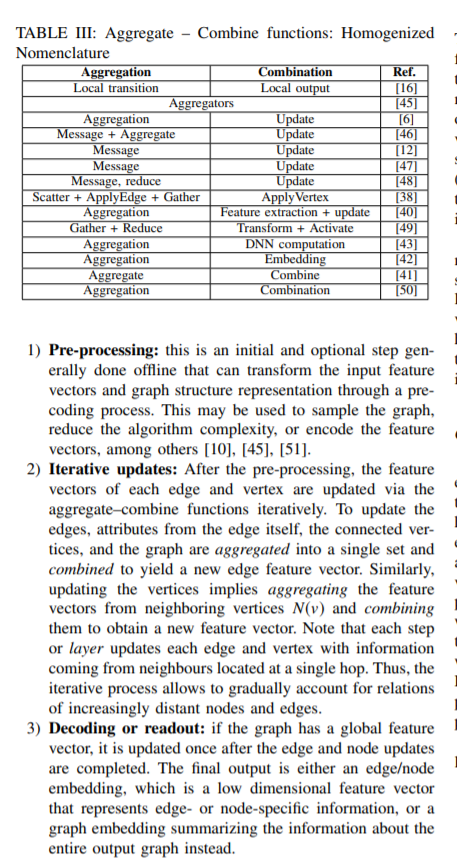 TABLE III: Aggregate – Combine functions: Homogenized
Nomenclature
Aggregation Combination Ref.
Local transition Local output [16]
Aggregators [45]
Aggregation Update [6]
Message + Aggregate Update [46]
Message Update [12]
Message Update [47]
Message, reduce Update [48]
Scatter + ApplyEdge + Gather ApplyVertex [38]
Aggregation Feature extraction + update [40]
Gather + Reduce Transform + Activate [49]
Aggregation DNN computation [43]
Aggregation Embedding [42]
Aggregate Combine [41]
Aggregation Combination [50]
1) Pre-processing: this is an initial and optional step gen-
erally done offline that can transform the input feature
vectors and graph structure representation through a pre-
coding process. This may be used to sample the graph,
reduce the algorithm complexity, or encode the feature
vectors, among others [10], [45], [51].
2) Iterative updates: After the pre-processing, the feature
vectors of each edge and vertex are updated via the
aggregate–combine functions iteratively. To update the
edges, attributes from the edge itself, the connected ver-
tices, and the graph are aggregated into a single set and
combined to yield a new edge feature vector. Similarly,
updating the vertices implies aggregating the feature
vectors from neighboring vertices N(v) and combining
them to obtain a new feature vector. Note that each step
or layer updates each edge and vertex with information
coming from neighbours located at a single hop. Thus, the
iterative process allows to gradually account for relations
of increasingly distant nodes and edges.
3) Decoding or readout: if the graph has a global feature
vector, it is updated once after the edge and node updates
are completed. The final output is either an edge/node
embedding, which is a low dimensional feature vector
that represents edge- or node-specific information, or a
graph embedding summarizing the information about the
entire output graph instead.